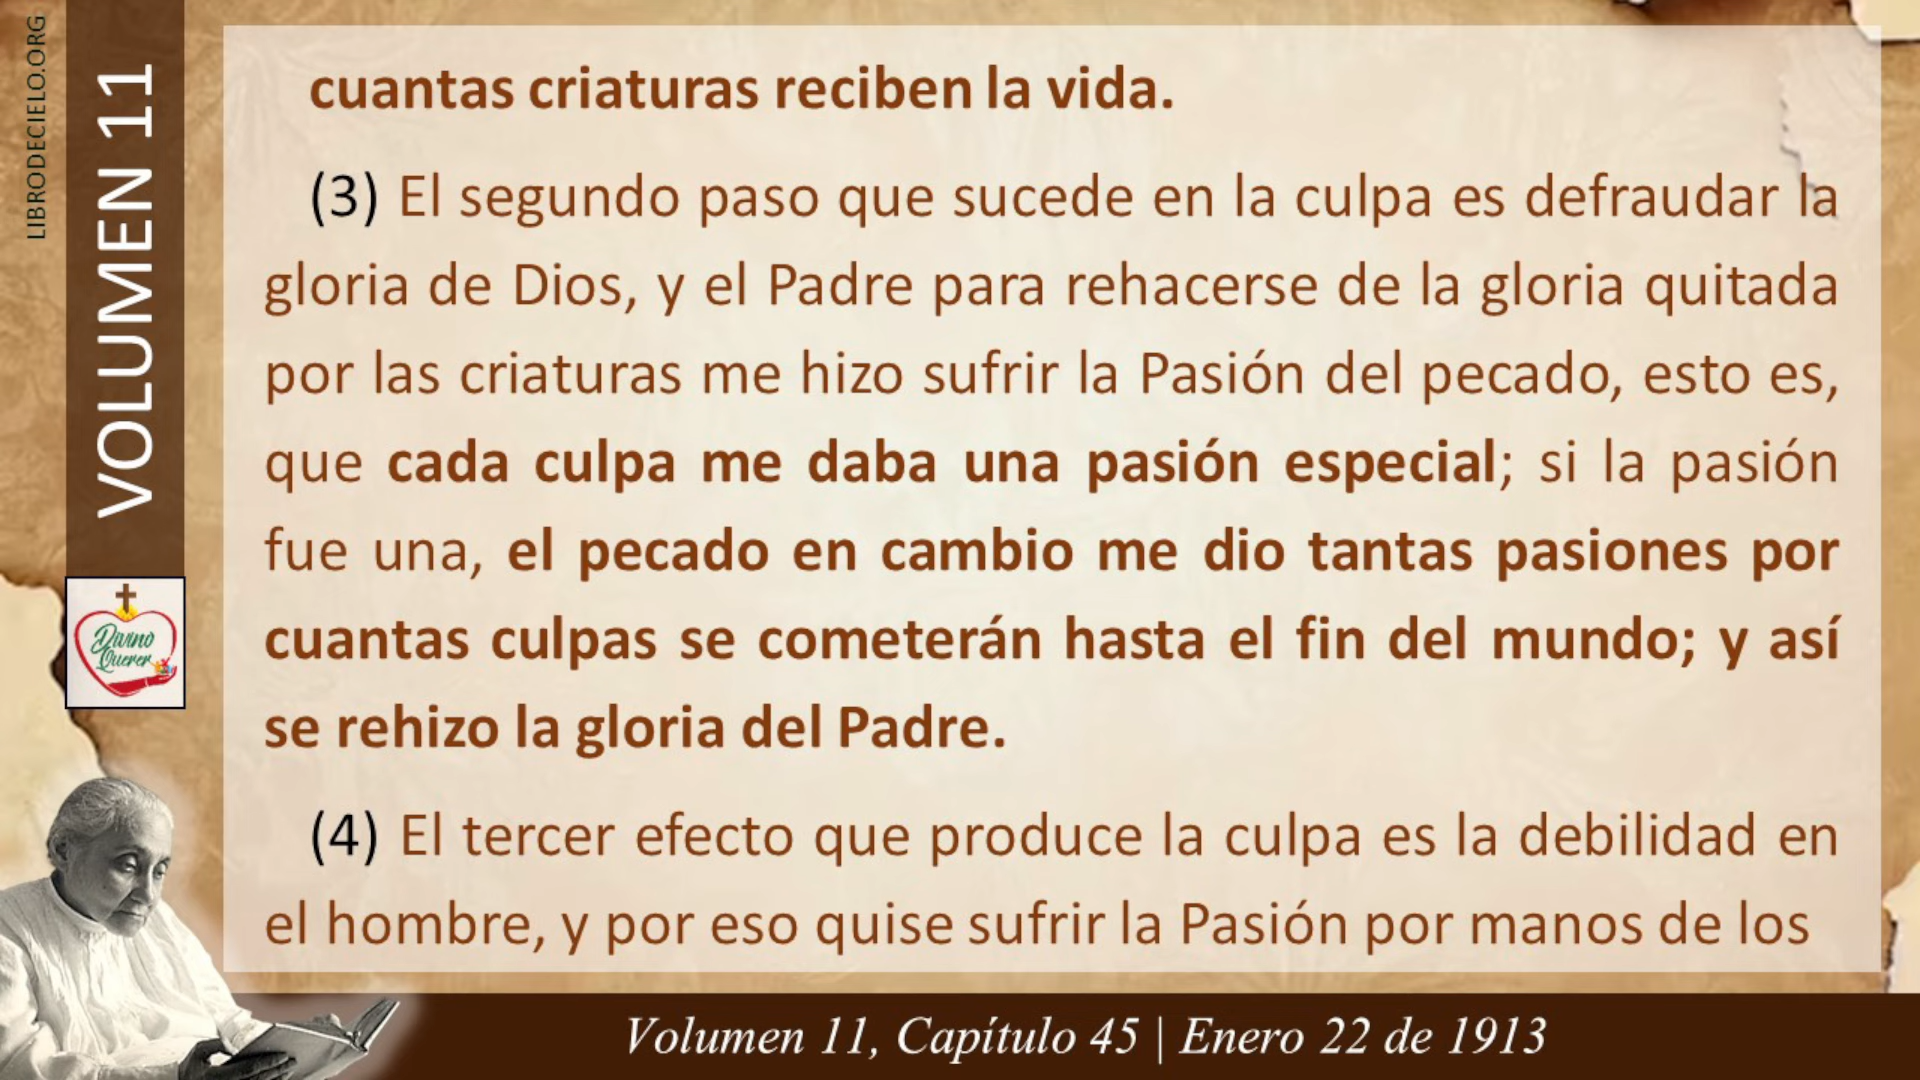 LIBRODECIELO.ORG
VOLUMEN 11
cuantas criaturas reciben la vida.
(3) El segundo paso que sucede en la culpa es defraudar la
gloria de Dios, y el Padre para rehacerse de la gloria quitada
por las criaturas me hizo sufrir la Pasión del pecado, esto es,
que cada culpa me daba una pasión especial; si la pasión
fue una, el pecado en cambio me dio tantas pasiones por
cuantas culpas se cometerán hasta el fin del mundo; y así
se rehizo la gloria del Padre.
(4) El tercer efecto que produce la culpa es la debilidad en
el hombre, y por eso quise sufrir la Pasión por manos de los
Divino
Querer
Volumen 11, Capítulo 45 | Enero 22 de 1913